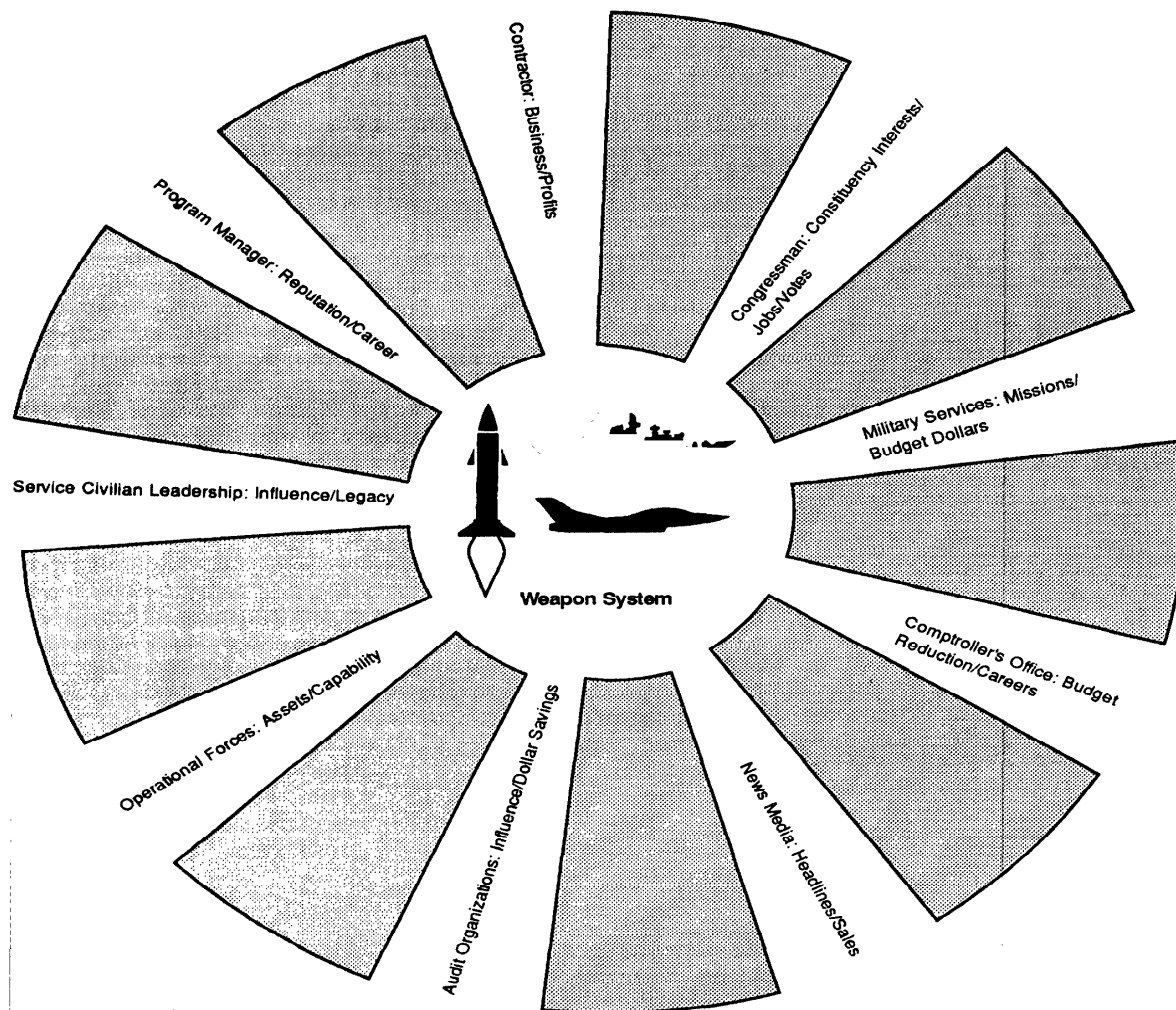 Contractor: Business/Profits
Congressman: Constituency Interests/
Jobs/Votes
Military Services: Missions/
Budget Dollars
Comptroller's Office: Budget
Reduction/Careers
News Media: Headlines/Sales
Audit Organizations: Influence/Dollar Savings
Operational Forces: Assets/Capability
Service Civilian Leadership: Influence/Legacy
Program Manager: Reputation/Career
Weapon System